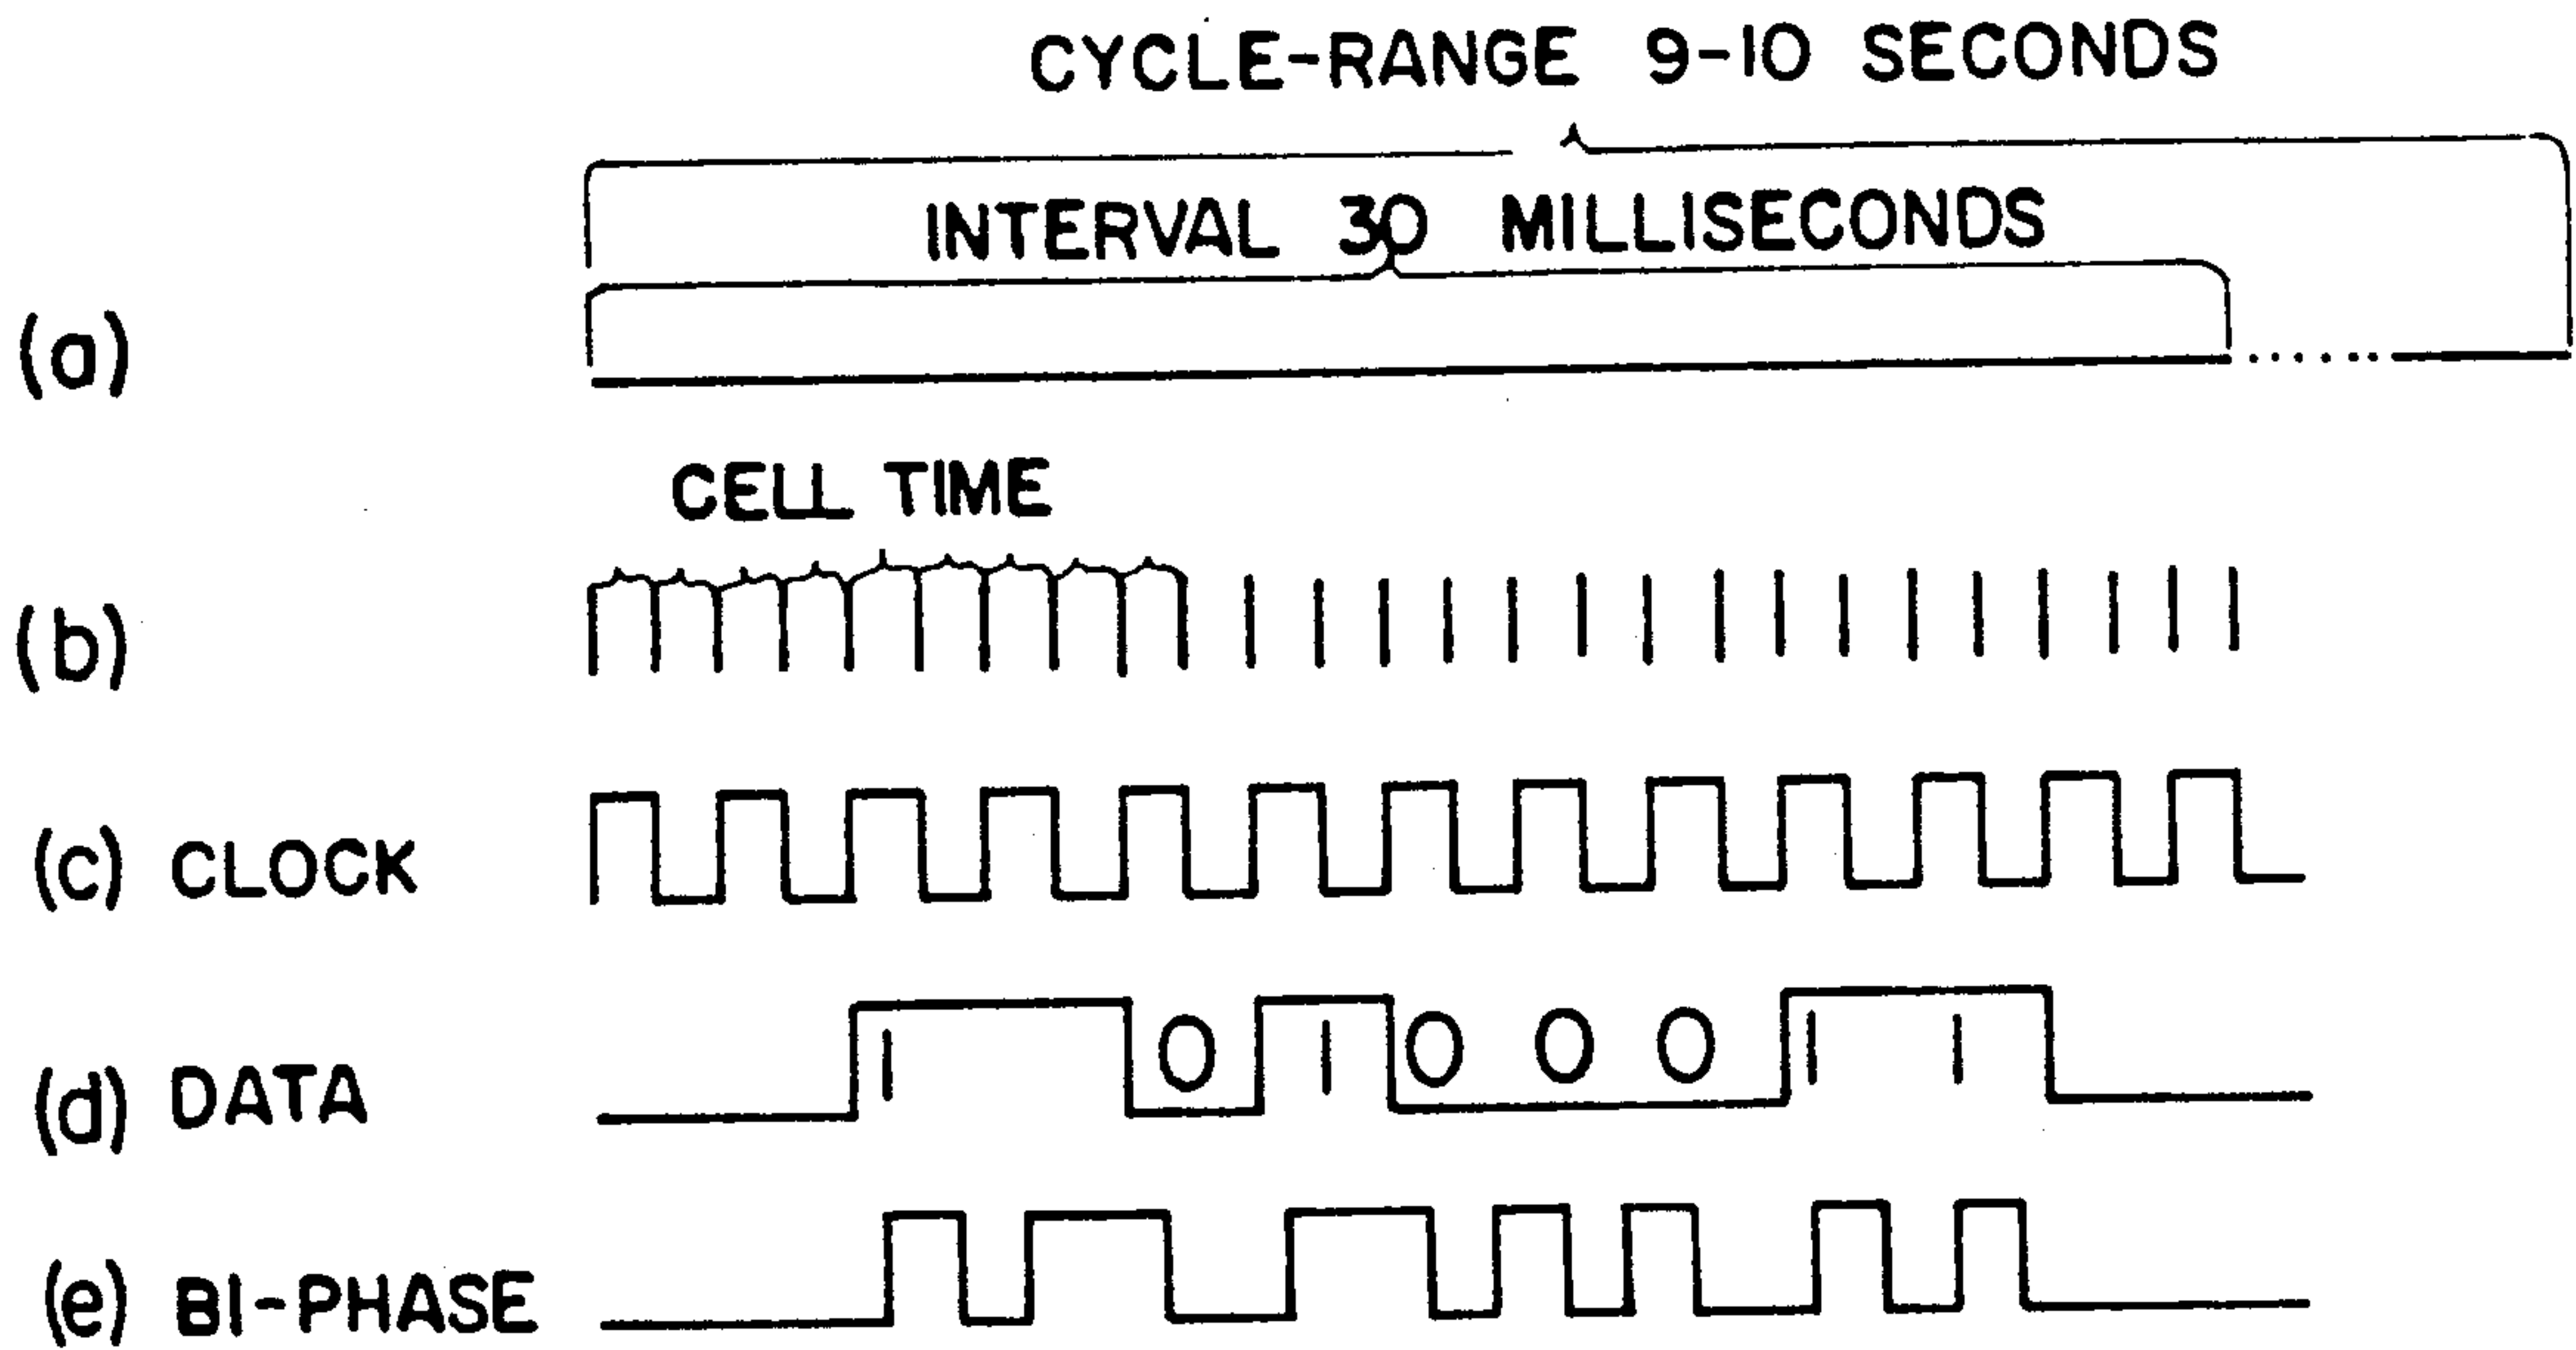 CYCLE-RANGE 9-10 SECONDS
INTERVAL 30 MILLISECONDS
(a)
CELL TIME
(b)
(c) CLOCK
(d) DATA 1 0 1 0 0 0 1 1
(e) BI-PHASE